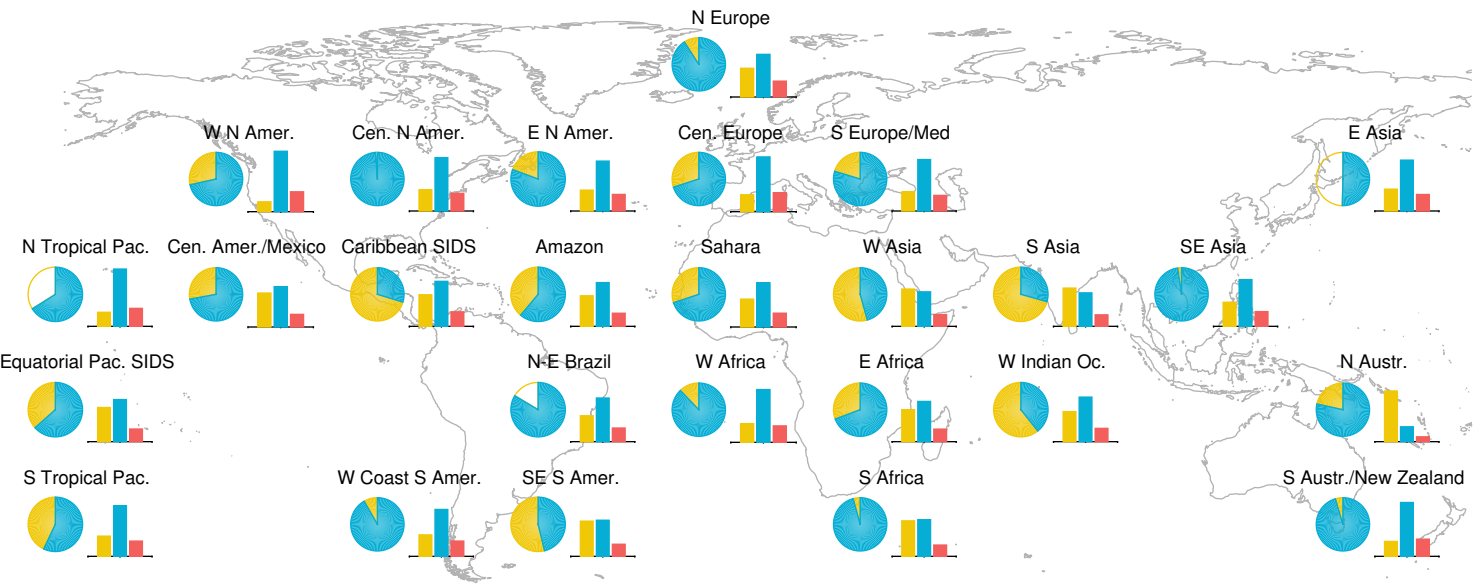 N Europe
W N Amer.
Cen. N Amer.
E N Amer.
Cen. Europe
S Europe/Med
E Asia
N Tropical Pac.
Cen. Amer./Mexico
Caribbean SIDS
Amazon
Sahara
W Asia
S Asia
SE Asia
Equatorial Pac. SIDS
N-E Brazil
W Africa
E Africa
W Indian Oc.
N Austr.
S Tropical Pac.
W Coast S Amer.
SE S Amer.
S Africa
S Austr./New Zealand